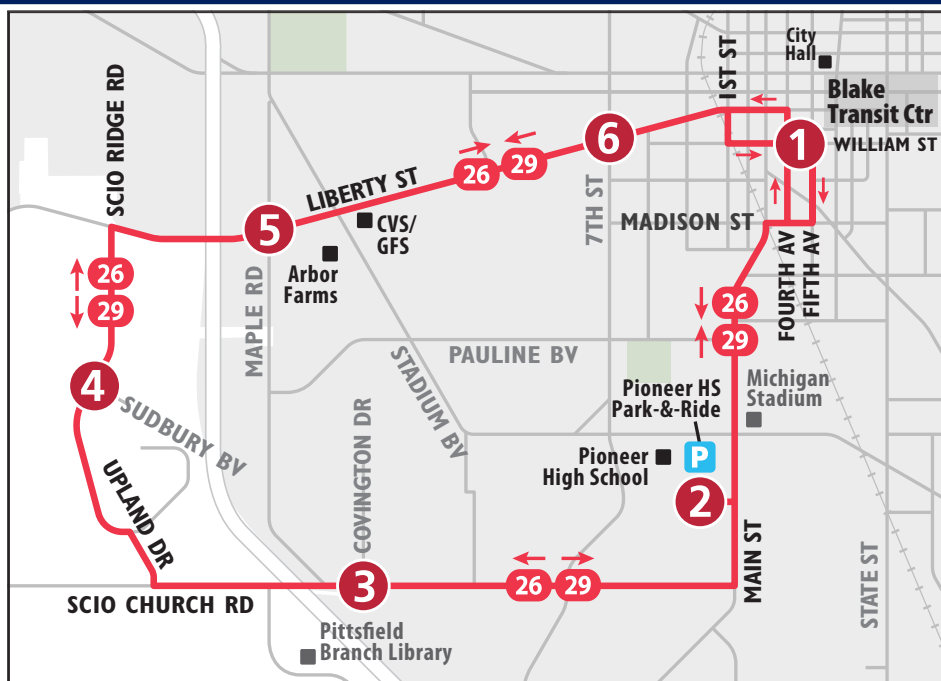 City
Hall
1ST ST
Blake
Transit Ctr
SCIO RIDGE RD
6
1
WILLIAM ST
26
29
LIBERTY ST
7TH ST
MADISON ST
5
CVS/
GFS
Arbor
Farms
26
29
MAPLE RD
FOURTH AV
FIFTH AV
26
29
PAULINE BV
4
SUDBURY BV
STADIUM BV
Pioneer HS
Park-&-Ride
Michigan
Stadium
COVINGTON DR
Pioneer
High School
P
2
UPLAND DR
MAIN ST
STATE ST
3
26
29
SCIO CHURCH RD
Pittsfield
Branch Library